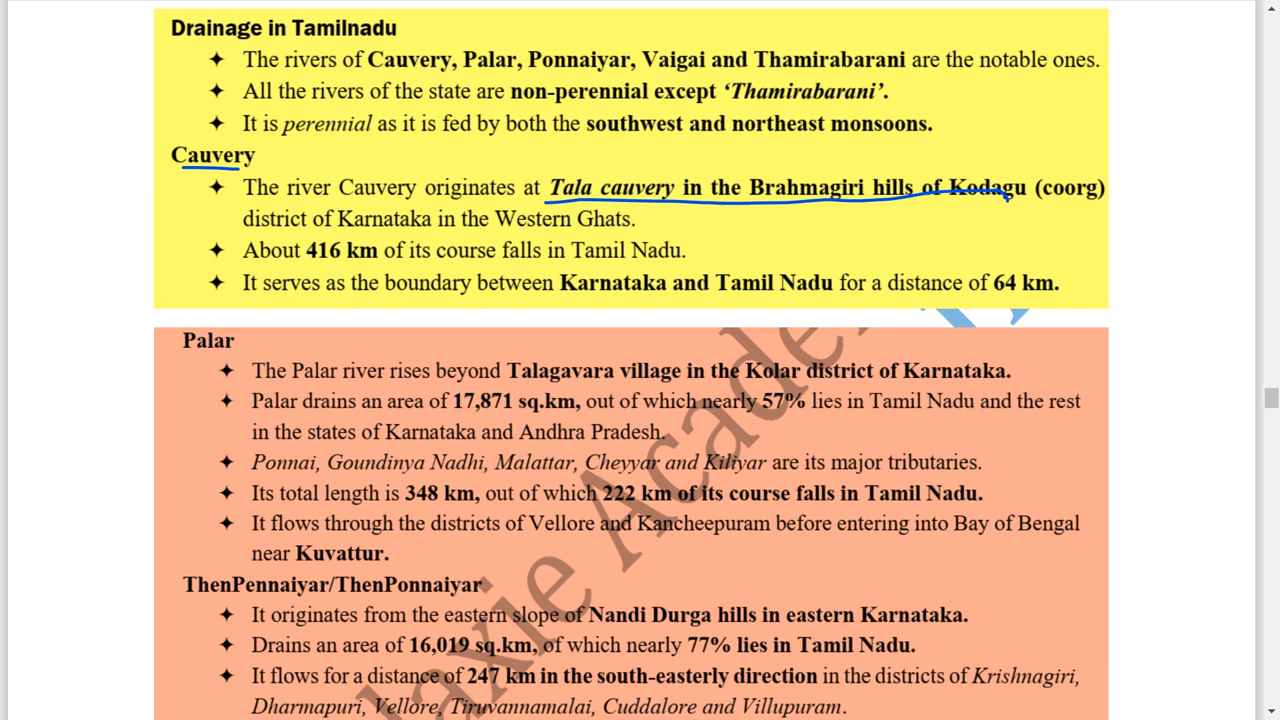 Drainage in Tamilnadu
✦ The rivers of Cauvery, Palar, Ponnaiyar, Vaigai and Thamirabarani are the notable ones.
✦ All the rivers of the state are non-perennial except ‘Thamirabarani’.
✦ It is perennial as it is fed by both the southwest and northeast monsoons.
Cauvery
✦ The river Cauvery originates at Tala cauvery in the Brahmagiri hills of Kodagu (coorg)
district of Karnataka in the Western Ghats.
✦ About 416 km of its course falls in Tamil Nadu.
✦ It serves as the boundary between Karnataka and Tamil Nadu for a distance of 64 km.
Palar
✦ The Palar river rises beyond Talagavara village in the Kolar district of Karnataka.
✦ Palar drains an area of 17,871 sq.km, out of which nearly 57% lies in Tamil Nadu and the rest
in the states of Karnataka and Andhra Pradesh.
✦ Ponnai, Goundinya Nadhi, Malattar, Cheyyar and Kiliyar are its major tributaries.
✦ Its total length is 348 km, out of which 222 km of its course falls in Tamil Nadu.
✦ It flows through the districts of Vellore and Kancheepuram before entering into Bay of Bengal
near Kuvattur.
ThenPennaiyar/ThenPonnaiyar
✦ It originates from the eastern slope of Nandi Durga hills in eastern Karnataka.
✦ Drains an area of 16,019 sq.km, of which nearly 77% lies in Tamil Nadu.
✦ It flows for a distance of 247 km in the south-easterly direction in the districts of Krishnagiri,
Dharmapuri, Vellore, Tiruvannamalai, Cuddalore and Villupuram.